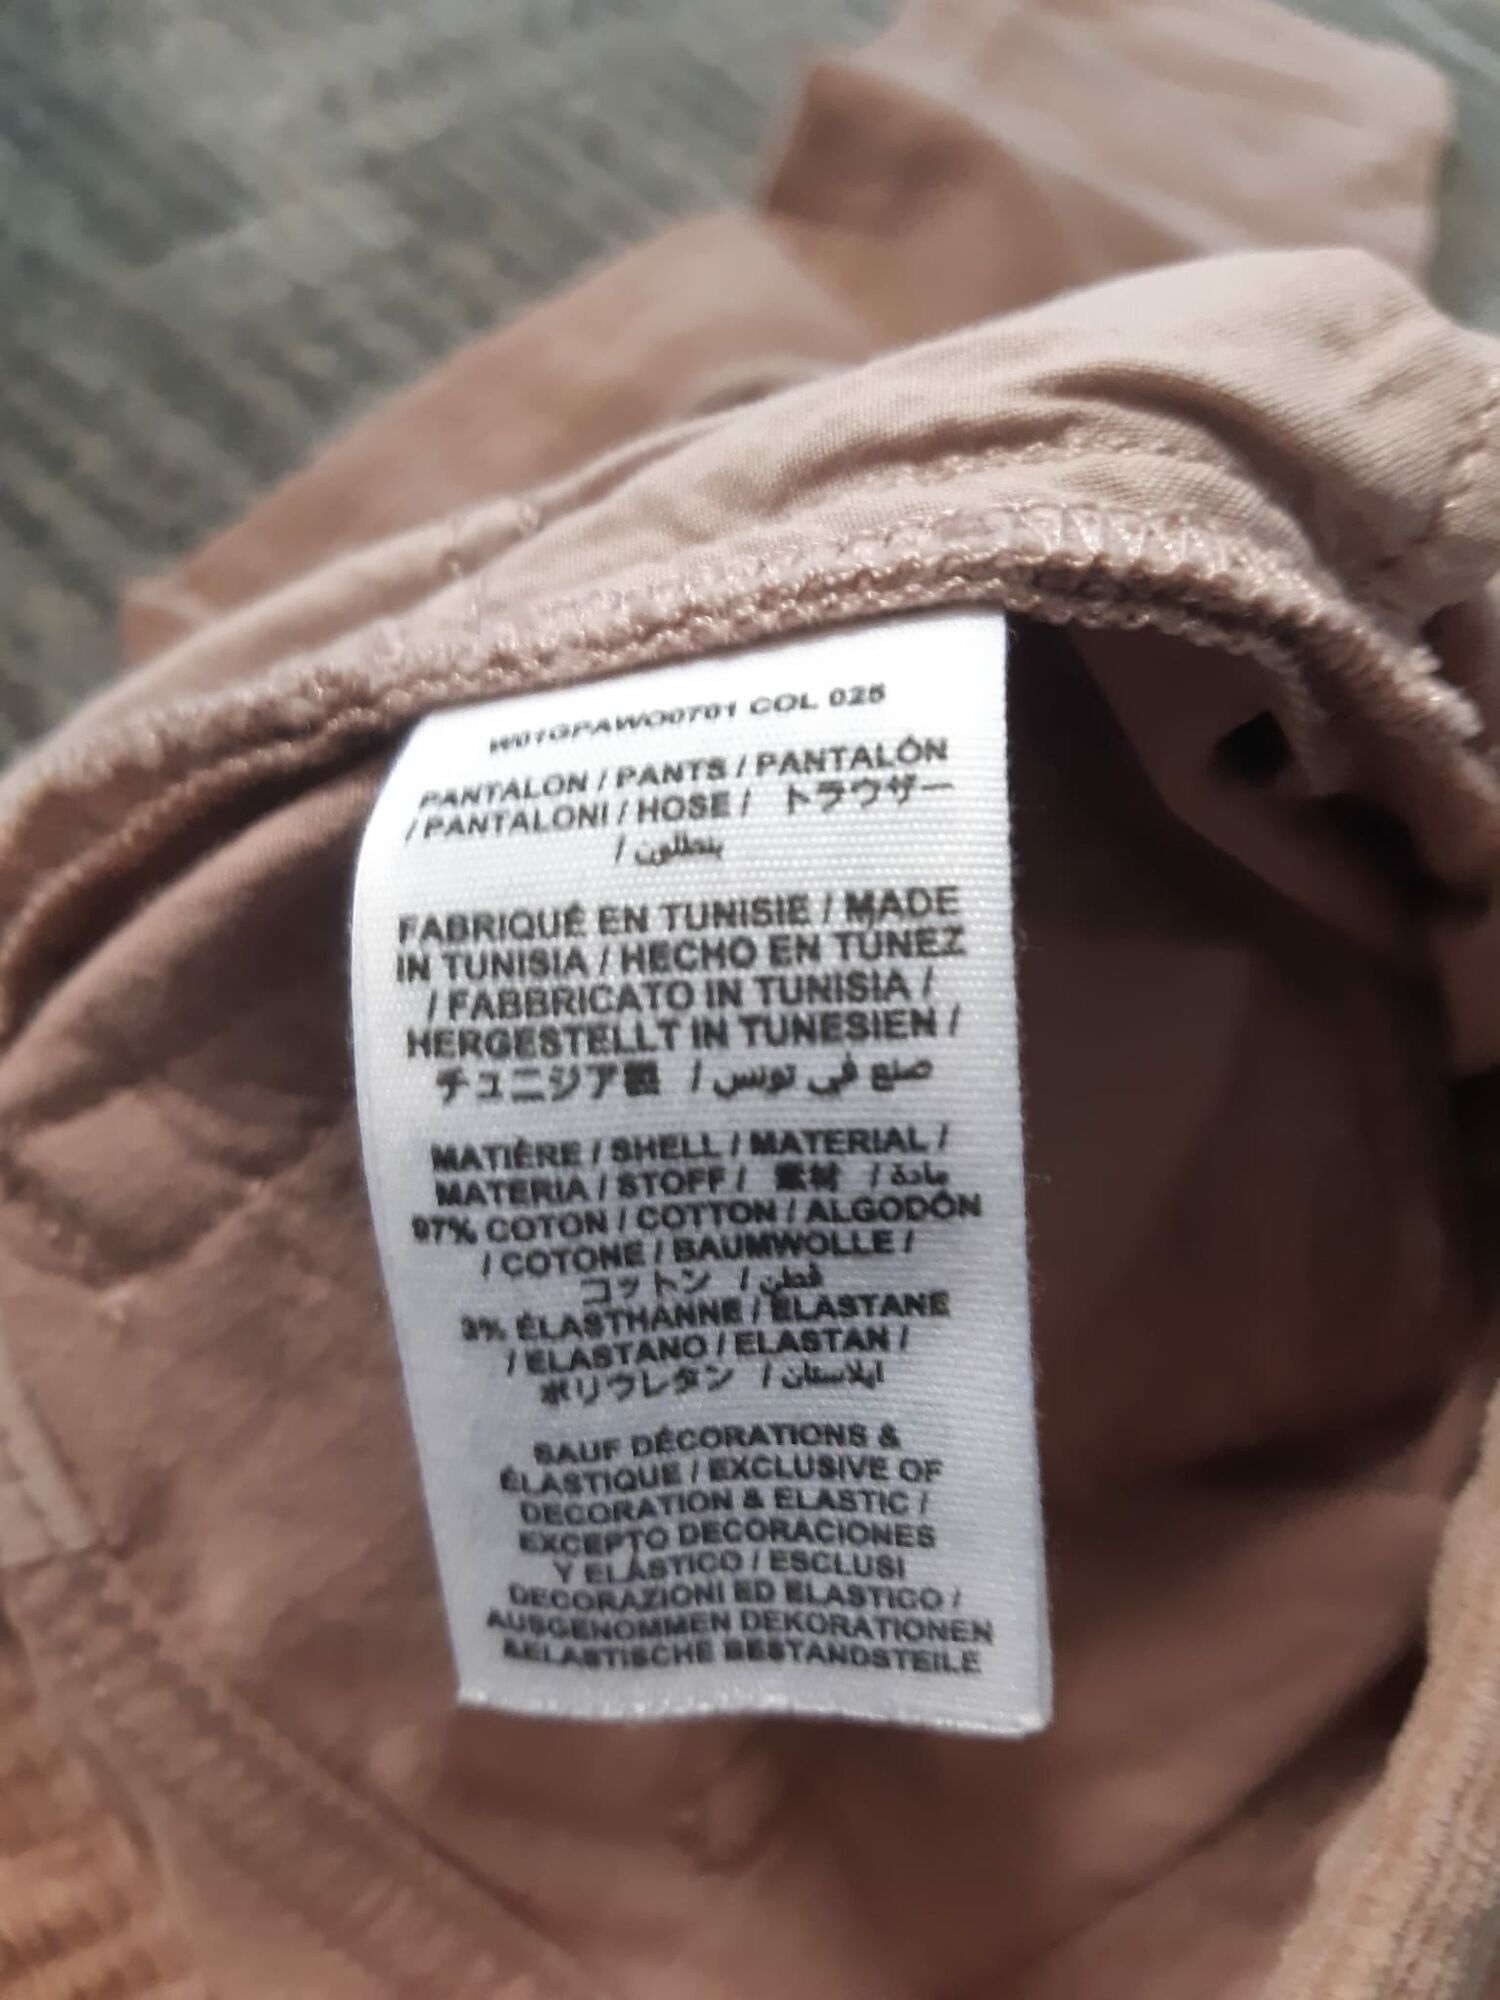 W01GPAWO0701 COL 025
PANTALON / PANTS / PANTALÓN
/ PANTALONI / HOSE / トラウザー
/ بنطلون
FABRIQUÉ EN TUNISIE / MADE
IN TUNISIA / HECHO EN TÚNEZ
/ FABBRICATO IN TUNISIA /
HERGESTELLT IN TUNESIEN /
チュニジア製 / صنع في تونس
MATIÈRE / SHELL / MATERIAL /
MATERIA / STOFF / 素材 / مادة
97% COTON / COTTON / ALGODÓN
/ COTONE / BAUMWOLLE /
コットン / قطن
3% ÉLASTHANNE / ELASTANE
/ ELASTANO / ELASTAN /
ポリウレタン / ايلاستان
SAUF DÉCORATIONS &
ÉLASTIQUE / EXCLUSIVE OF
DECORATION & ELASTIC /
EXCEPTO DECORACIONES
Y ELÁSTICO / ESCLUSI
DECORAZIONI ED ELASTICO /
AUSGENOMMEN DEKORATIONEN
&ELASTISCHE BESTANDSTEILE